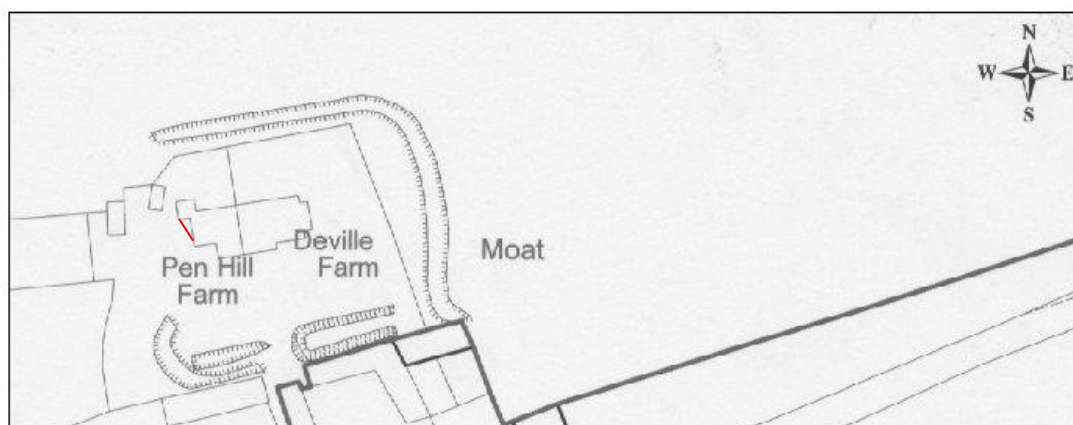 N
W E
S
Moat
Deville
Farm
Pen Hill
Farm